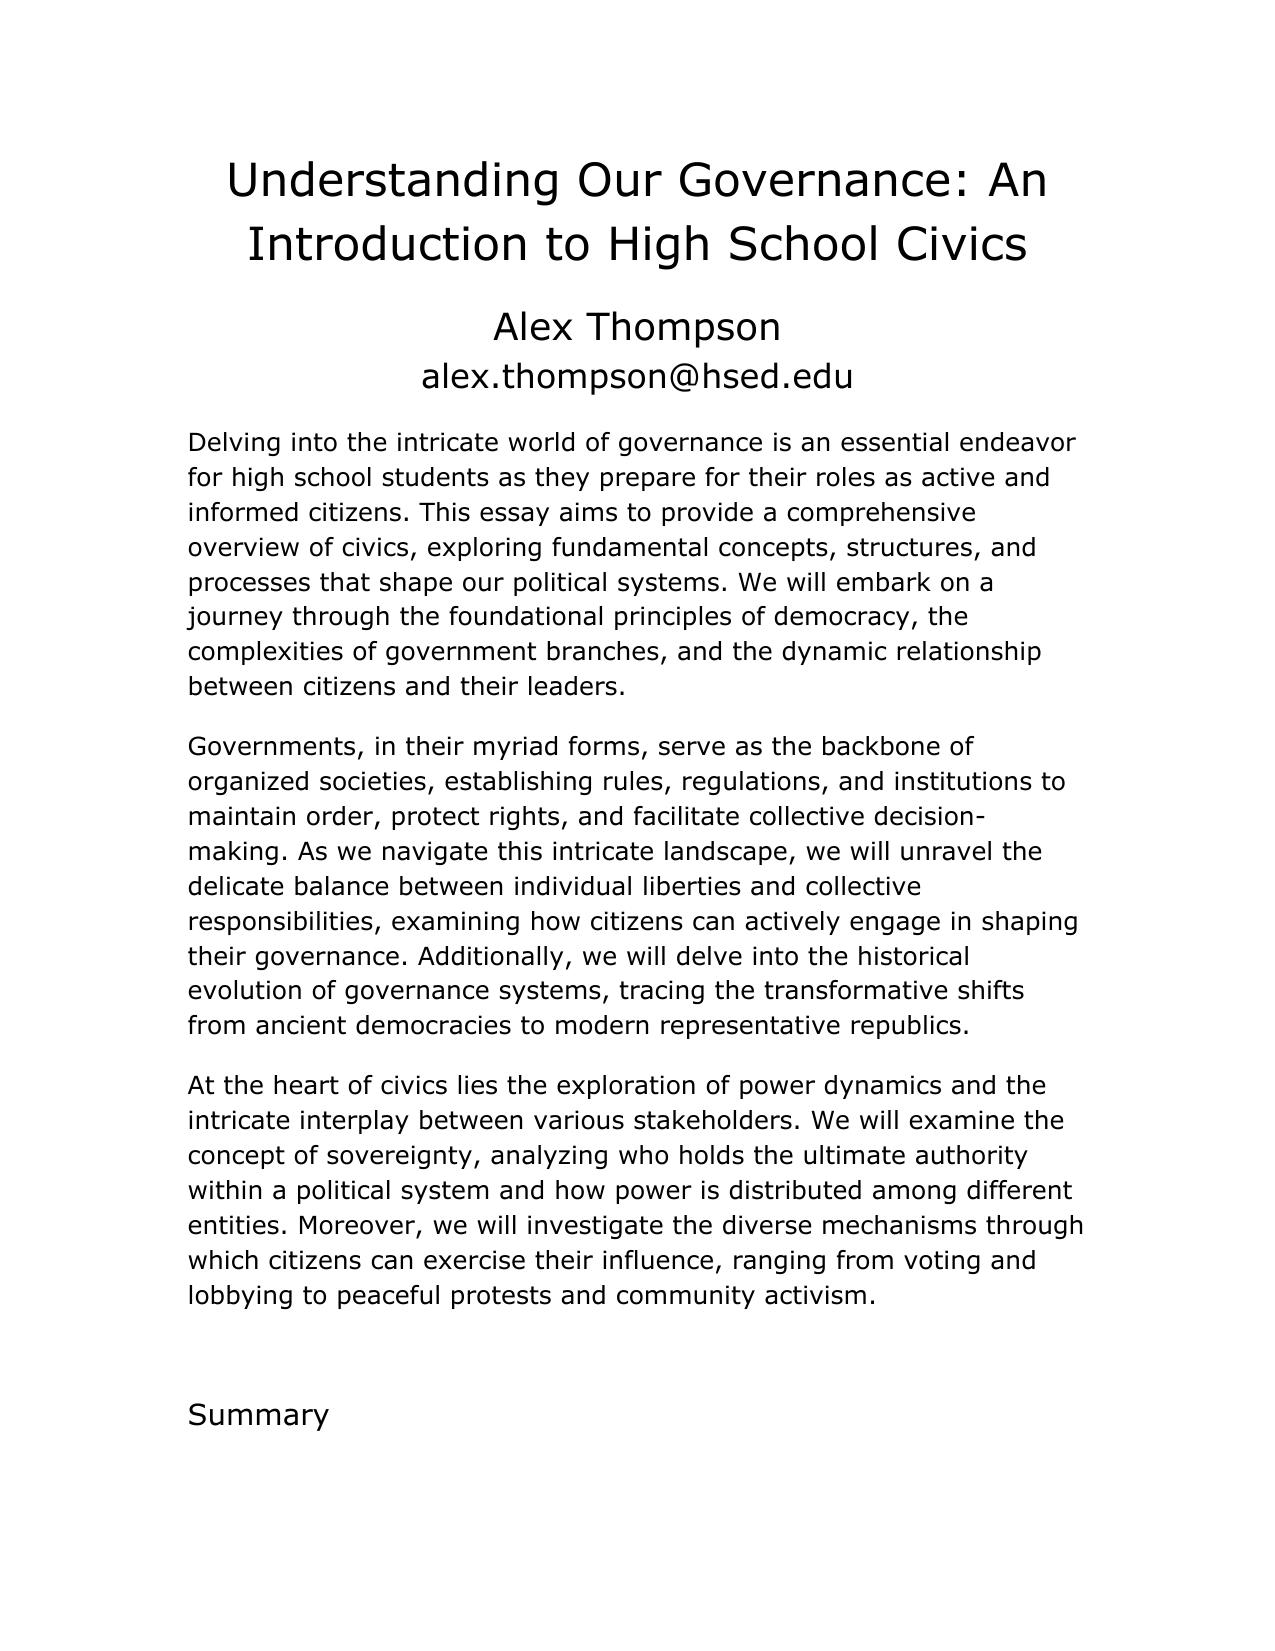 Understanding Our Governance: An
Introduction to High School Civics
Alex Thompson
alex.thompson@hsed.edu
Delving into the intricate world of governance is an essential endeavor
for high school students as they prepare for their roles as active and
informed citizens. This essay aims to provide a comprehensive
overview of civics, exploring fundamental concepts, structures, and
processes that shape our political systems. We will embark on a
journey through the foundational principles of democracy, the
complexities of government branches, and the dynamic relationship
between citizens and their leaders.
Governments, in their myriad forms, serve as the backbone of
organized societies, establishing rules, regulations, and institutions to
maintain order, protect rights, and facilitate collective decision-
making. As we navigate this intricate landscape, we will unravel the
delicate balance between individual liberties and collective
responsibilities, examining how citizens can actively engage in shaping
their governance. Additionally, we will delve into the historical
evolution of governance systems, tracing the transformative shifts
from ancient democracies to modern representative republics.
At the heart of civics lies the exploration of power dynamics and the
intricate interplay between various stakeholders. We will examine the
concept of sovereignty, analyzing who holds the ultimate authority
within a political system and how power is distributed among different
entities. Moreover, we will investigate the diverse mechanisms through
which citizens can exercise their influence, ranging from voting and
lobbying to peaceful protests and community activism.
Summary